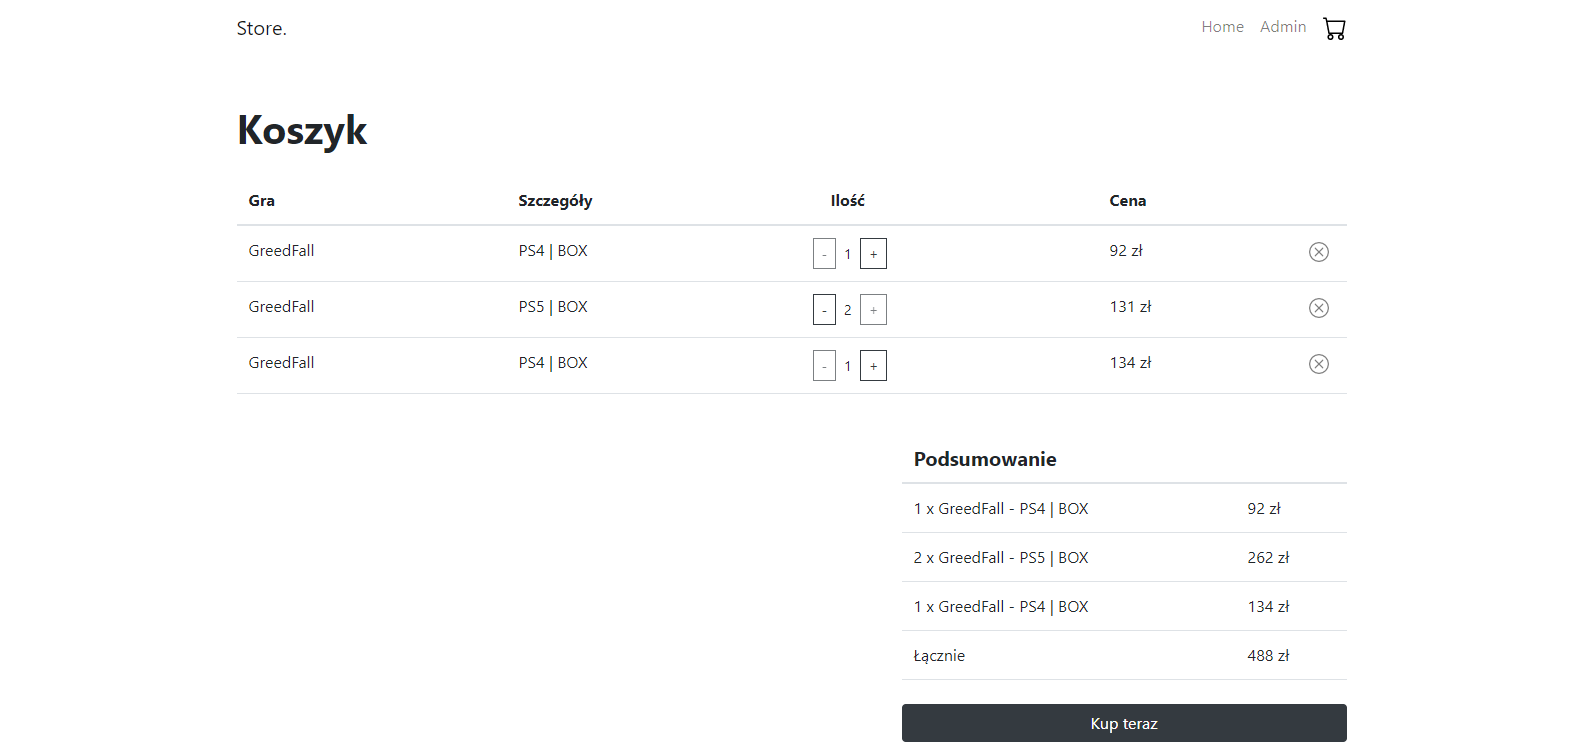 Store. Home Admin
Koszyk
Gra Szczegóły Ilość Cena
GreedFall PS4 | BOX - 1 + 92 zł
GreedFall PS5 | BOX - 2 + 131 zł
GreedFall PS4 | BOX - 1 + 134 zł
Podsumowanie
1 x GreedFall - PS4 | BOX 92 zł
2 x GreedFall - PS5 | BOX 262 zł
1 x GreedFall - PS4 | BOX 134 zł
Łącznie 488 zł
Kup teraz